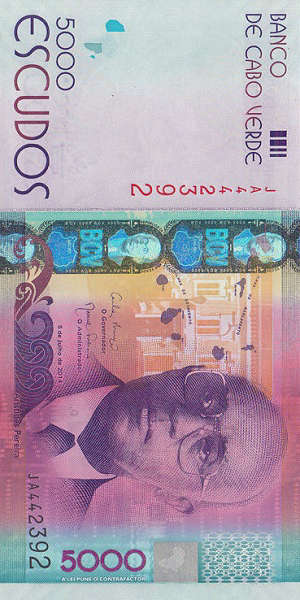 BANCO
DE CABO VERDE
5000
ESCUDOS
JA442392
BCV
BCV
BCV
O Governador
O Administrador
5 de Julho de 2014
Pereira
JA442392
5000
A LEI PUNE O CONTRAFACTOR